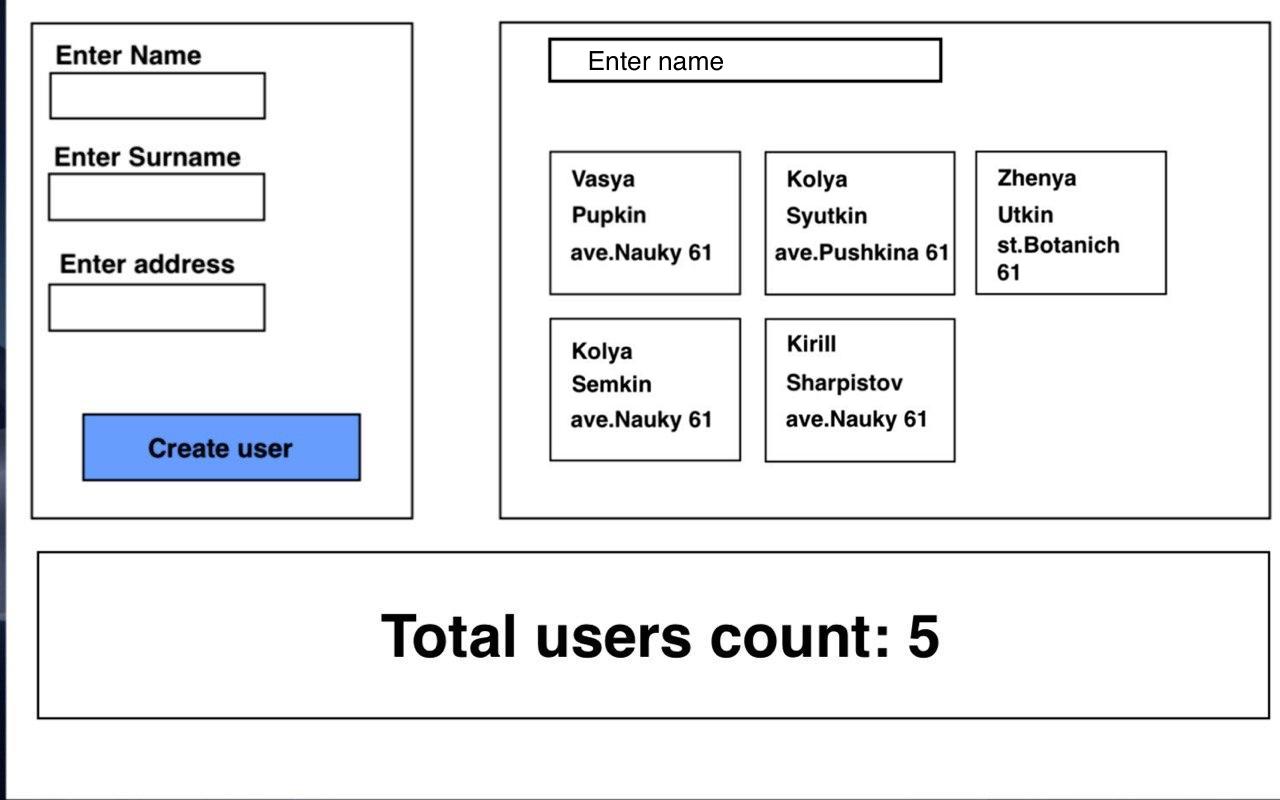 Enter Name
Enter Surname
Enter address
Create user
Enter name
Vasya
Pupkin
ave.Nauky 61
Kolya
Syutkin
ave.Pushkina 61
Zhenya
Utkin
st.Botanich
61
Kolya
Semkin
ave.Nauky 61
Kirill
Sharpistov
ave.Nauky 61
Total users count: 5